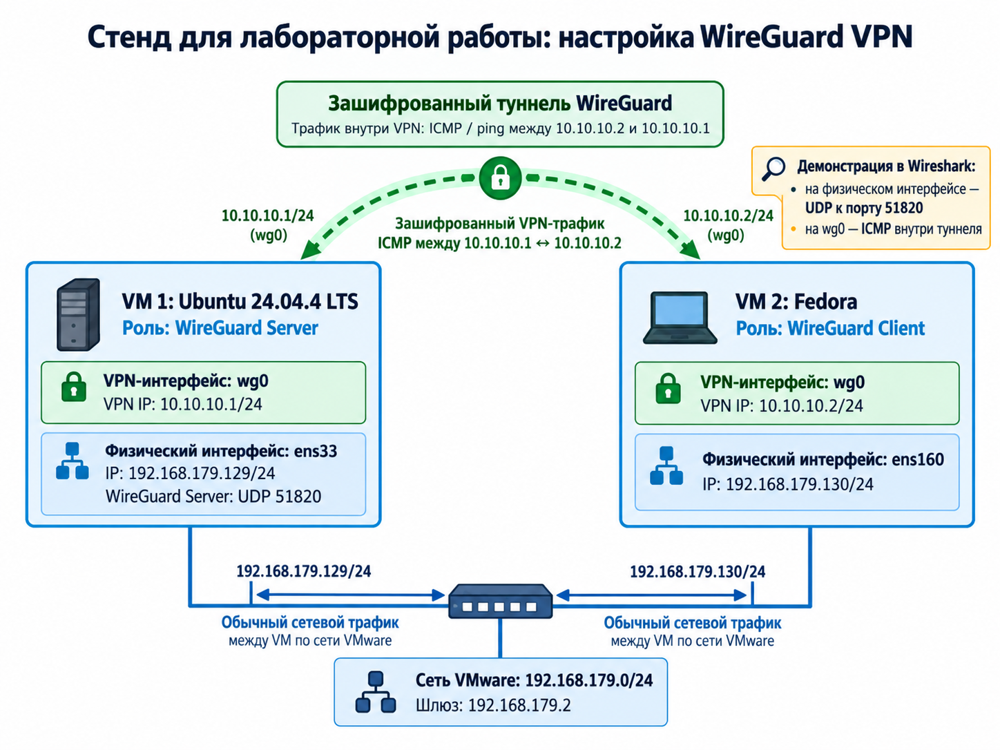 Стенд для лабораторной работы: настройка WireGuard VPN
Зашифрованный туннель WireGuard
Трафик внутри VPN: ICMP / ping между 10.10.10.2 и 10.10.10.1
Демонстрация в Wireshark:
• на физическом интерфейсе —
UDP к порту 51820
• на wg0 — ICMP внутри туннеля
10.10.10.1/24
(wg0)
Зашифрованный VPN-трафик
ICMP между 10.10.10.1 ↔ 10.10.10.2
10.10.10.2/24
(wg0)
VM 1: Ubuntu 24.04.4 LTS
Роль: WireGuard Server
VPN-интерфейс: wg0
VPN IP: 10.10.10.1/24
Физический интерфейс: ens33
IP: 192.168.179.129/24
WireGuard Server: UDP 51820
VM 2: Fedora
Роль: WireGuard Client
VPN-интерфейс: wg0
VPN IP: 10.10.10.2/24
Физический интерфейс: ens160
IP: 192.168.179.130/24
192.168.179.129/24
Обычный сетевой трафик
между VM по сети VMware
192.168.179.130/24
Обычный сетевой трафик
между VM по сети VMware
Сеть VMware: 192.168.179.0/24
Шлюз: 192.168.179.2